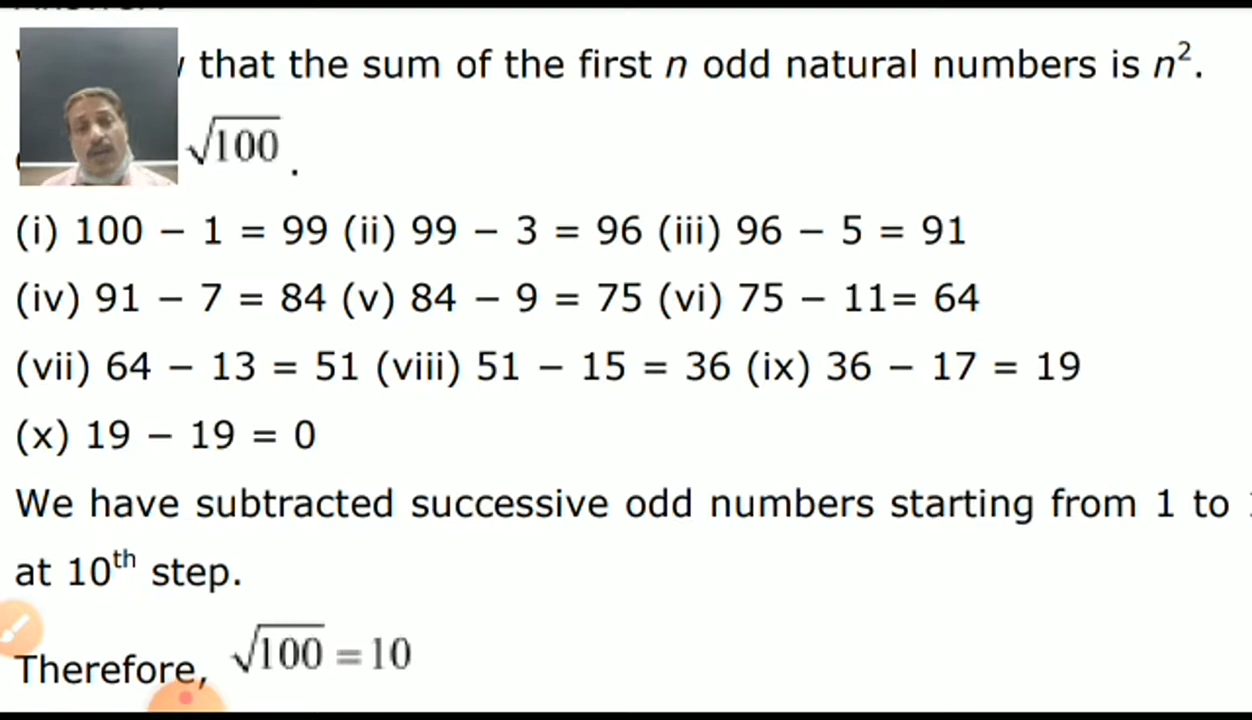 that the sum of the first n odd natural numbers is n².
√100 .
(i) 100 − 1 = 99 (ii) 99 − 3 = 96 (iii) 96 − 5 = 91
(iv) 91 − 7 = 84 (v) 84 − 9 = 75 (vi) 75 − 11= 64
(vii) 64 − 13 = 51 (viii) 51 − 15 = 36 (ix) 36 − 17 = 19
(x) 19 − 19 = 0
We have subtracted successive odd numbers starting from 1 to
at 10th step.
Therefore, √100 = 10